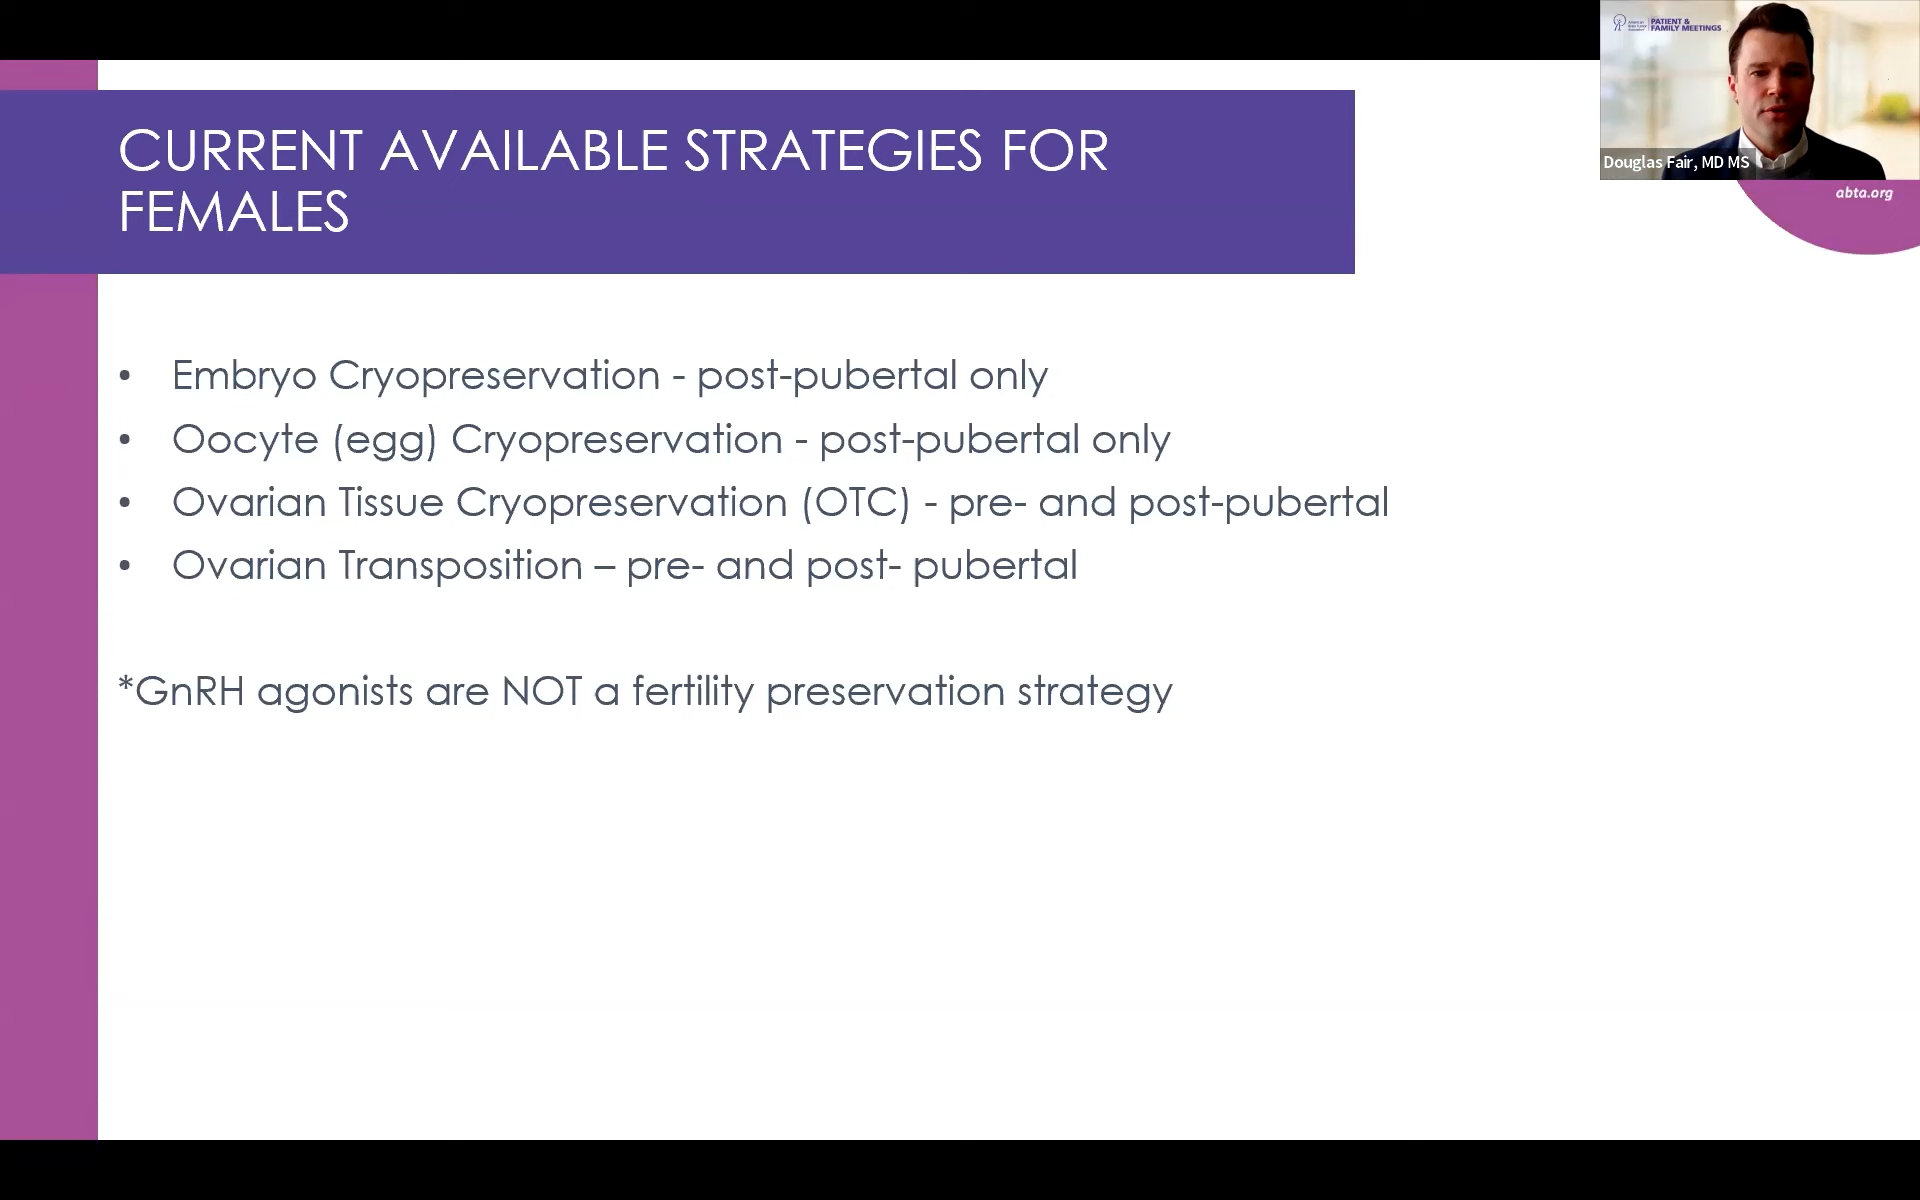 PATIENT &
FAMILY MEETINGS
Douglas Fair, MD MS
abta.org
CURRENT AVAILABLE STRATEGIES FOR
FEMALES
• Embryo Cryopreservation - post-pubertal only
• Oocyte (egg) Cryopreservation - post-pubertal only
• Ovarian Tissue Cryopreservation (OTC) - pre- and post-pubertal
• Ovarian Transposition – pre- and post- pubertal
*GnRH agonists are NOT a fertility preservation strategy